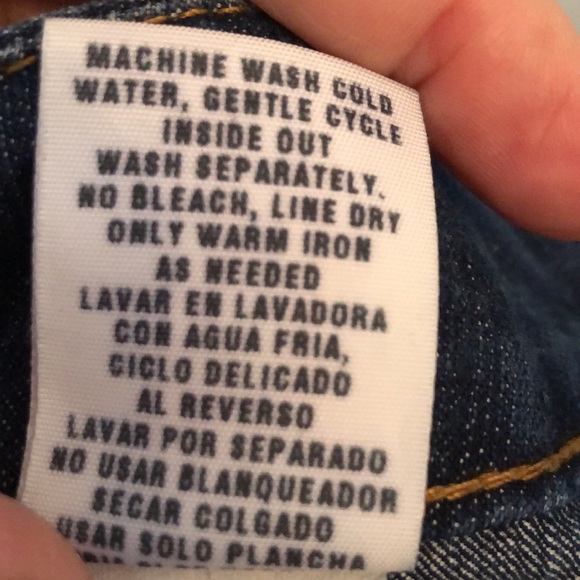 MACHINE WASH COLD
WATER, GENTLE CYCLE
INSIDE OUT
WASH SEPARATELY.
NO BLEACH, LINE DRY
ONLY WARM IRON
AS NEEDED
LAVAR EN LAVADORA
CON AGUA FRIA,
CICLO DELICADO
AL REVERSO
LAVAR POR SEPARADO
NO USAR BLANQUEADOR
SECAR COLGADO
USAR SOLO PLANCHA